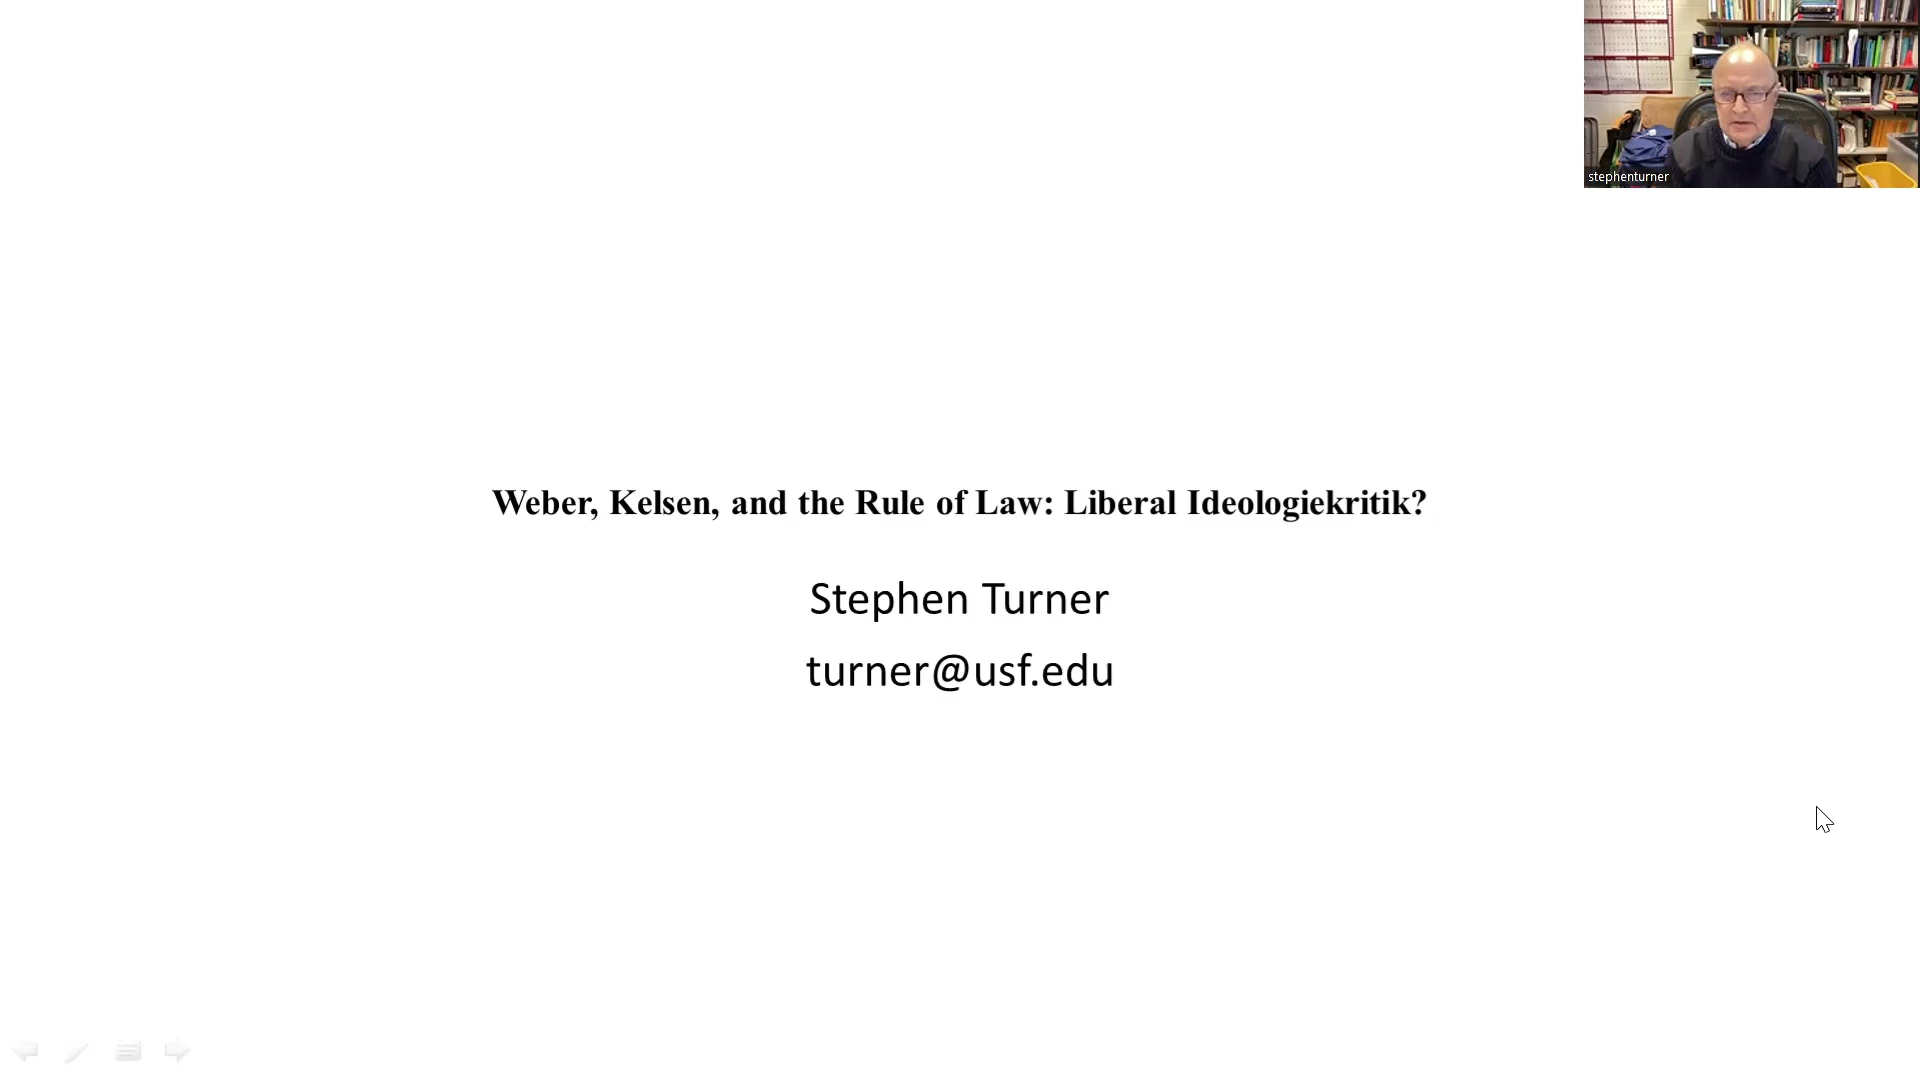 stephenturner
Weber, Kelsen, and the Rule of Law: Liberal Ideologiekritik?
Stephen Turner
turner@usf.edu